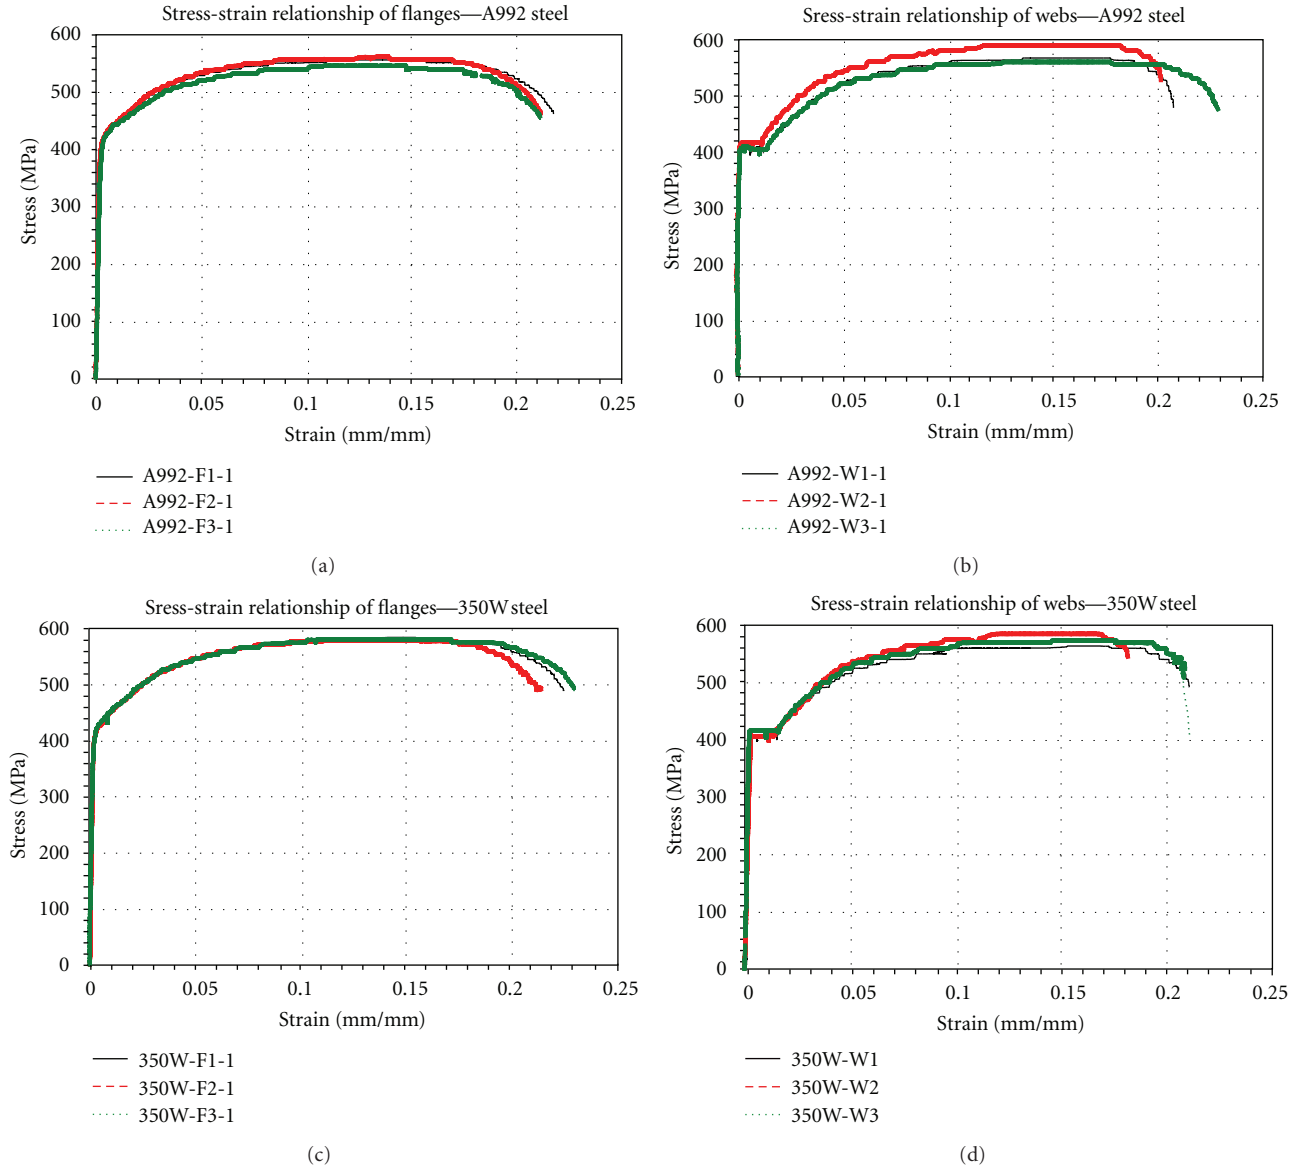 Stress-strain relationship of flanges—A992 steel
600
500
400
300
200
100
0
Stress (MPa)
0 0.05 0.1 0.15 0.2 0.25
Strain (mm/mm)
A992-F1-1
A992-F2-1
A992-F3-1
(a)
Sress-strain relationship of webs—A992 steel
600
500
400
300
200
100
0
Stress (MPa)
0 0.05 0.1 0.15 0.2 0.25
Strain (mm/mm)
A992-W1-1
A992-W2-1
A992-W3-1
(b)
Sress-strain relationship of flanges—350W steel
600
500
400
300
200
100
0
Stress (MPa)
0 0.05 0.1 0.15 0.2 0.25
Strain (mm/mm)
350W-F1-1
350W-F2-1
350W-F3-1
(c)
Sress-strain relationship of webs—350W steel
600
500
400
300
200
100
0
Stress (MPa)
0 0.05 0.1 0.15 0.2 0.25
Strain (mm/mm)
350W-W1
350W-W2
350W-W3
(d)